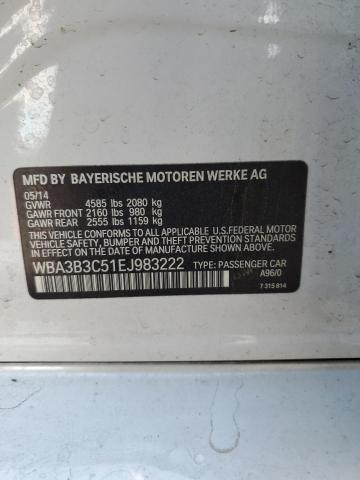 MFD BY BAYERISCHE MOTOREN WERKE AG
05/14
GVWR 4585 lbs 2080 kg
GAWR FRONT 2160 lbs 980 kg
GAWR REAR 2555 lbs 1159 kg
THIS VEHICLE CONFORMS TO ALL APPLICABLE U.S.FEDERAL MOTOR
VEHICLE SAFETY, BUMPER, AND THEFT PREVENTION STANDARDS IN
EFFECT ON THE DATE OF MANUFACTURE SHOWN ABOVE.
WBA3B3C51EJ983222 TYPE: PASSENGER CAR
A96/0
7 315 814